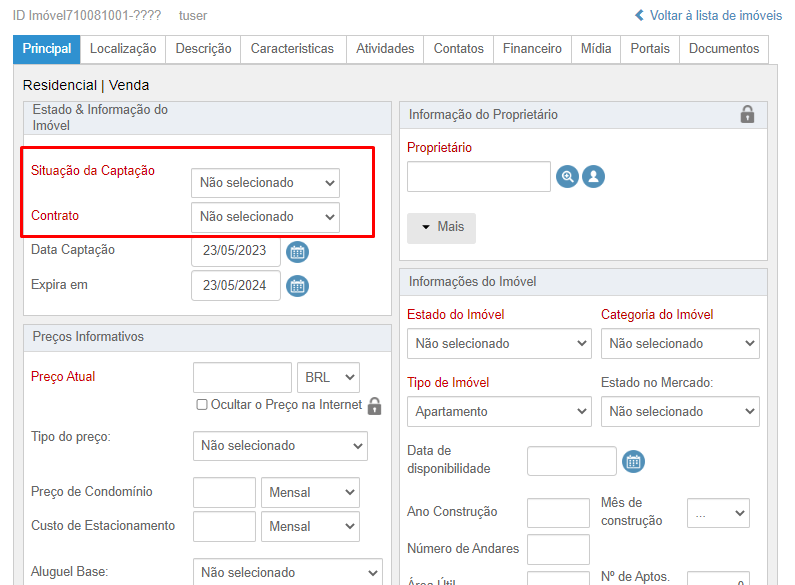 ID Imóvel710081001-???? tuser
Voltar à lista de imóveis
Principal Localização Descrição Caracteristicas Atividades Contatos Financeiro Mídia Portais Documentos
Residencial | Venda
Estado & Informação do
Imóvel
Situação da Captação Não selecionado
Contrato Não selecionado
Data Captação 23/05/2023
Expira em 23/05/2024
Preços Informativos
Preço Atual BRL
Ocultar o Preço na Internet
Tipo do preço: Não selecionado
Preço de Condomínio Mensal
Custo de Estacionamento Mensal
Aluguel Base: Não selecionado
Informação do Proprietário
Proprietário
Mais
Informações do Imóvel
Estado do Imóvel Categoria do Imóvel
Não selecionado Não selecionado
Tipo de Imóvel Estado no Mercado:
Apartamento Não selecionado
Data de
disponibilidade
Ano Construção Mês de
construção ...
Número de Andares
Área Útil Nº de Aptos.